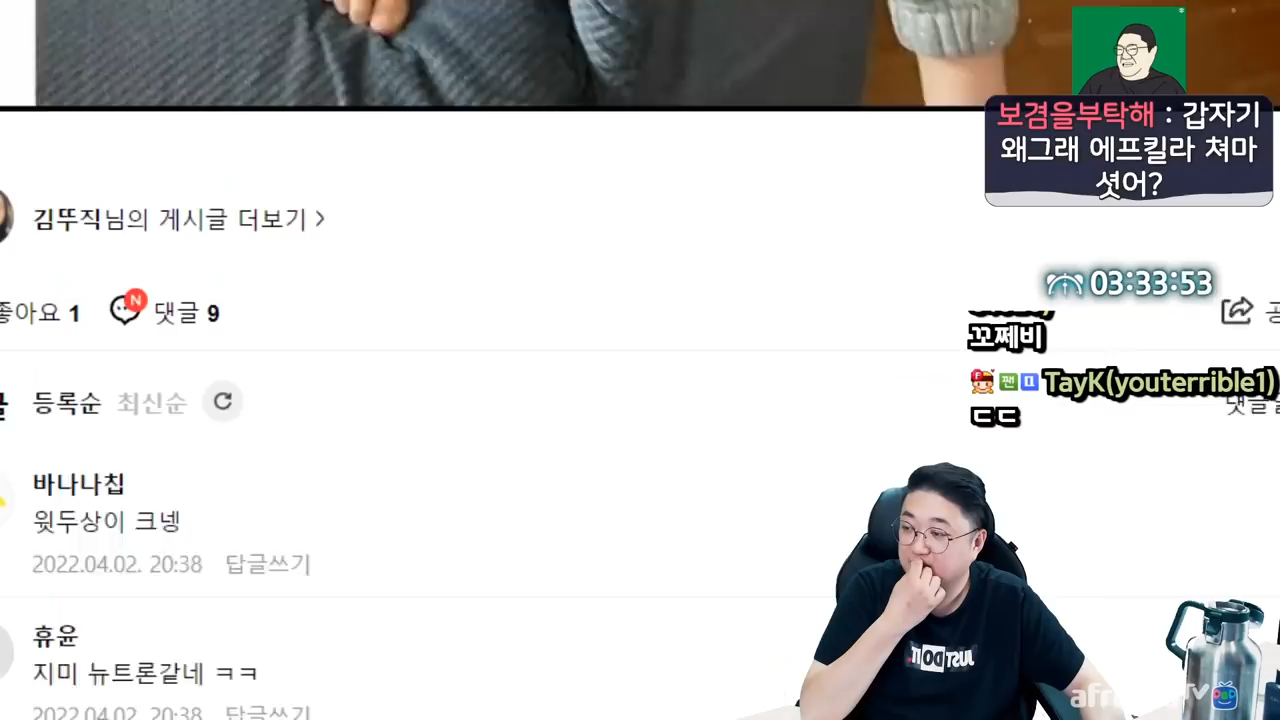 보겸을부탁해 : 갑자기
왜그래 에프킬라 쳐마
셧어?
김뚜직님의 게시글 더보기 >
03:33:53
좋아요 1
N
댓글 9
꼬쩨비
F 팬 TayK(youterrible1)
ㄷㄷ
등록순 최신순
바나나칩
윗두상이 크넹
2022.04.02. 20:38 답글쓰기
휴윤
지미 뉴트론같네 ㅋㅋ
2022.04.02. 20:38 답글쓰기
JUST DO IT.